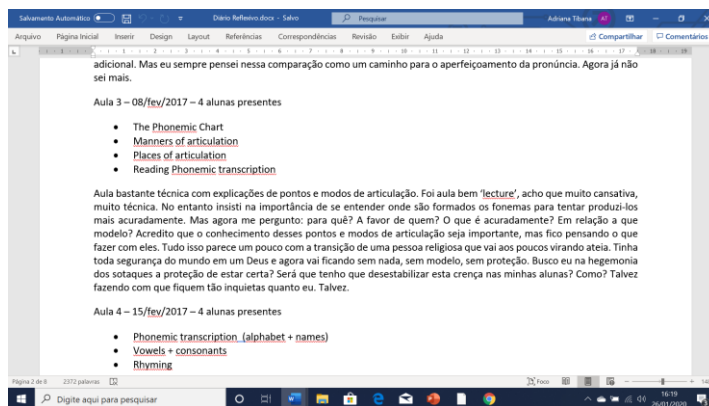 Salvamento Automático
Diário Reflexivo.docx - Salvo
Pesquisar
Adriana Tibana
AT
Arquivo Página Inicial Inserir Design Layout Referências Correspondências Revisão Exibir Ajuda
Compartilhar
Comentários
adicional. Mas eu sempre pensei nessa comparação como um caminho para o aperfeiçoamento da pronúncia. Agora já não
sei mais.
Aula 3 – 08/fev/2017 – 4 alunas presentes
• The Phonemic Chart
• Manners of articulation
• Places of articulation
• Reading Phonemic transcription
Aula bastante técnica com explicações de pontos e modos de articulação. Foi aula bem ‘lecture’, acho que muito cansativa,
muito técnica. No entanto insisti na importância de se entender onde são formados os fonemas para tentar produzi-los
mais acuradamente. Mas agora me pergunto: para quê? A favor de quem? O que é acuradamente? Em relação a que
modelo? Acredito que o conhecimento desses pontos e modos de articulação seja importante, mas fico pensando o que
fazer com eles. Tudo isso parece um pouco com a transição de uma pessoa religiosa que vai aos poucos virando ateia. Tinha
toda segurança do mundo em um Deus e agora vai ficando sem nada, sem modelo, sem proteção. Busco eu na hegemonia
dos sotaques a proteção de estar certa? Será que tenho que desestabilizar esta crença nas minhas alunas? Como? Talvez
fazendo com que fiquem tão inquietas quanto eu. Talvez.
Aula 4 – 15/fev/2017 – 4 alunas presentes
• Phonemic transcription (alphabet + names)
• Vowels + consonants
• Rhyming
Página 2 de 8 2372 palavras
Foco
Digite aqui para pesquisar
16:19
26/01/2020